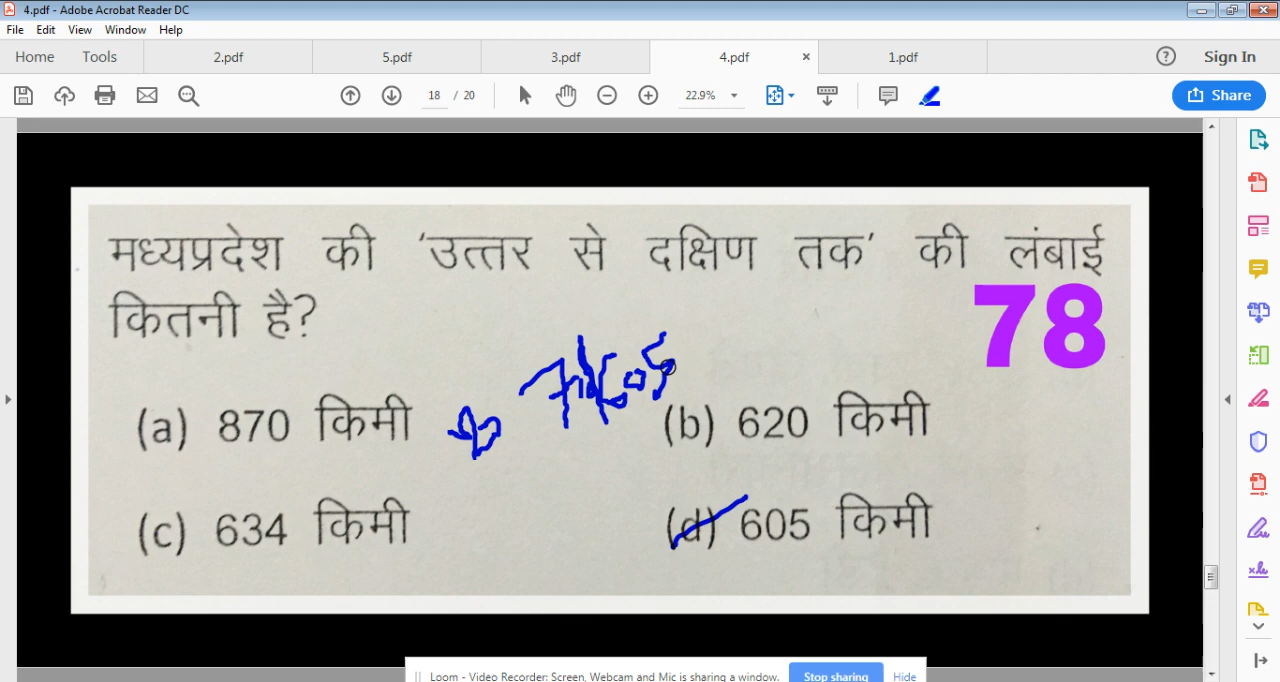 4.pdf - Adobe Acrobat Reader DC
File Edit View Window Help
Home Tools 2.pdf 5.pdf 3.pdf 4.pdf × 1.pdf ? Sign In
18 / 20 22.9% Share
मध्यप्रदेश की 'उत्तर से दक्षिण तक' की लंबाई
कितनी है?
78
(a) 870 किमी (b) 620 किमी
(c) 634 किमी (d) 605 किमी
Loom - Video Recorder: Screen, Webcam and Mic is sharing a window. Stop sharing Hide